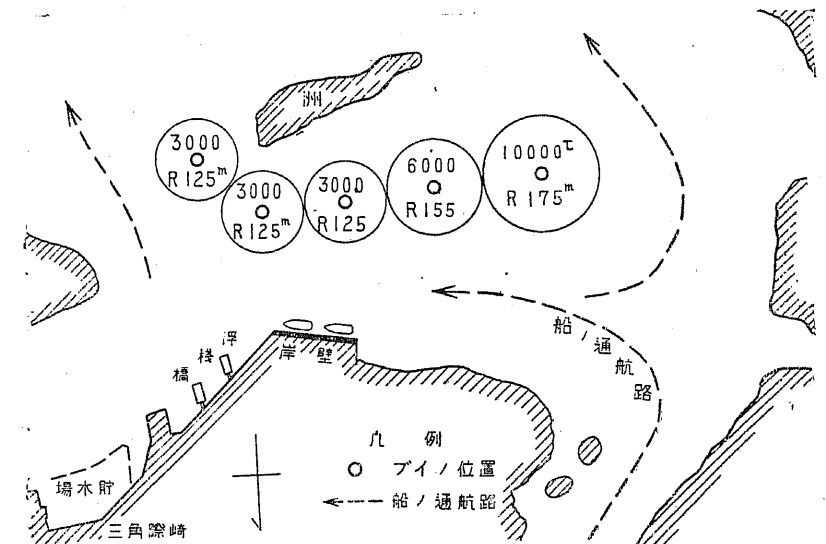 洲
3000
R125m
3000
R125m
3000
R125
6000
R155
10000t
R175m
船ノ通航路
浮棧橋
岸壁
場木貯
三角際崎
凡例
ブイノ位置
船ノ通航路